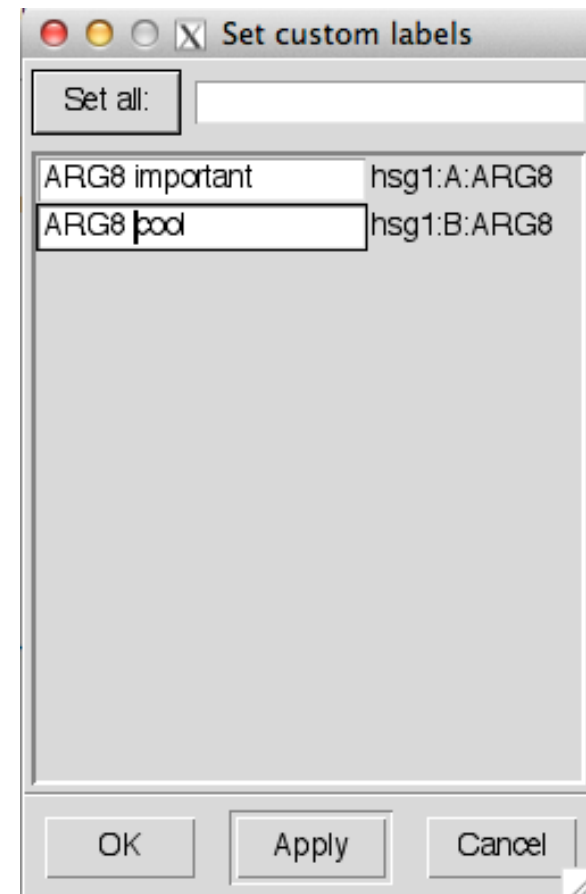 Set custom labels
Set all:
ARG8 important hsg1:A:ARG8
ARG8 cool hsg1:B:ARG8
OK Apply Cancel